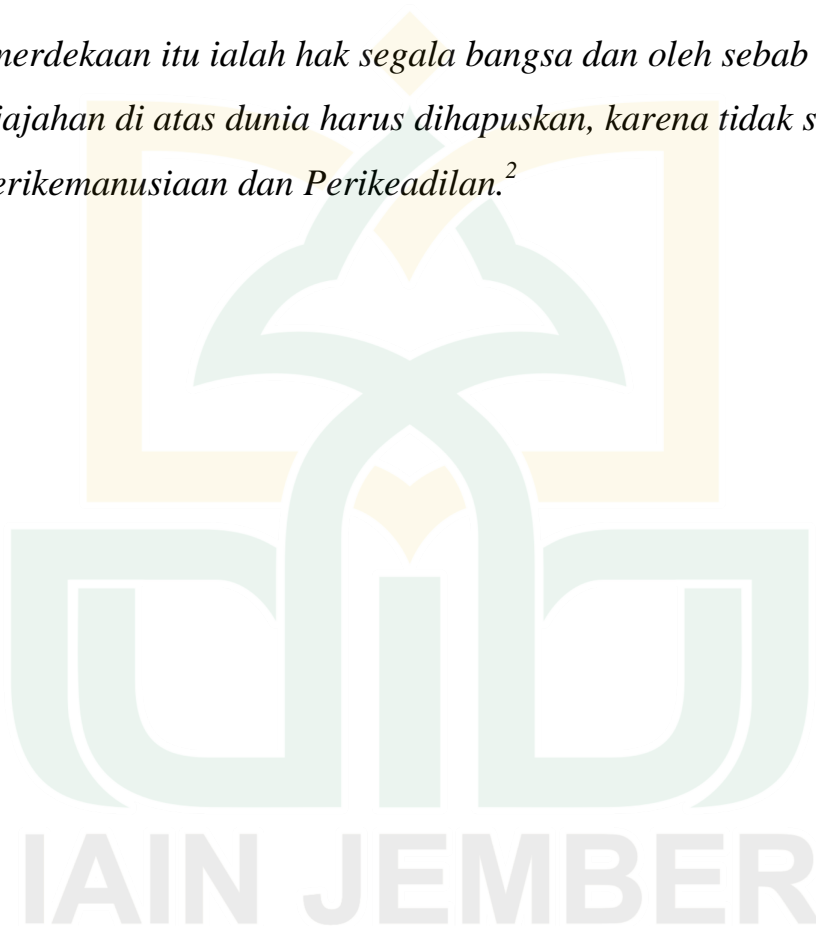 merdekaan itu ialah hak segala bangsa dan oleh sebab
ajahan di atas dunia harus dihapuskan, karena tidak s
erikemanusiaan dan Perikeadilan.2
IAIN JEMBER